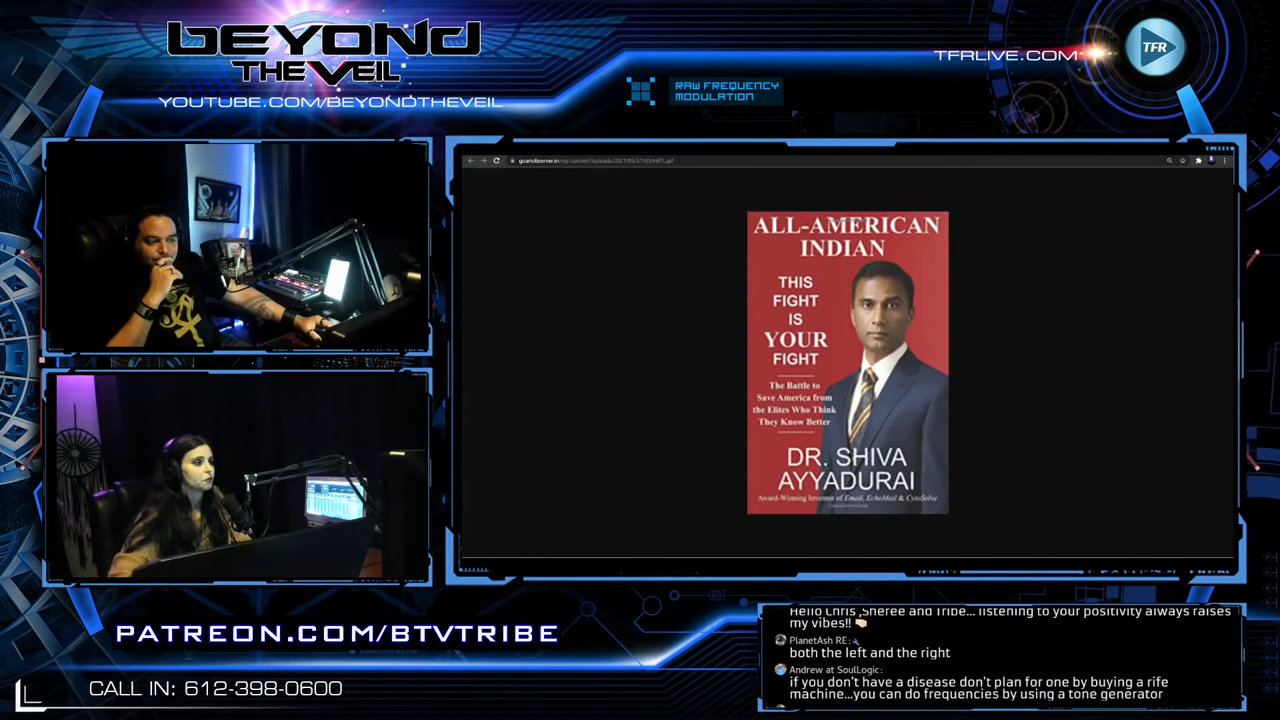 BEYOND
THE VEIL
YOUTUBE.COM/BEYONDTHEVEIL
RAW FREQUENCY
MODULATION
TFRLIVE.COM
TFR
ALL-AMERICAN
INDIAN
THIS
FIGHT
IS
YOUR
FIGHT
The Battle to
Save America from
the Elites Who Think
They Know Better
DR. SHIVA
AYYADURAI
Award-Winning Inventor of Email, EchoMail & CytoSolve
PATREON.COM/BTVTRIBE
CALL IN: 612-398-0600
Hello Chris ,Sheree and Tribe... listening to your positivity always raises
my vibes!! 👊🏻
PlanetAsh RE :
both the left and the right
Andrew at SoulLogic :
if you don't have a disease don't plan for one by buying a rife
machine...you can do frequencies by using a tone generator